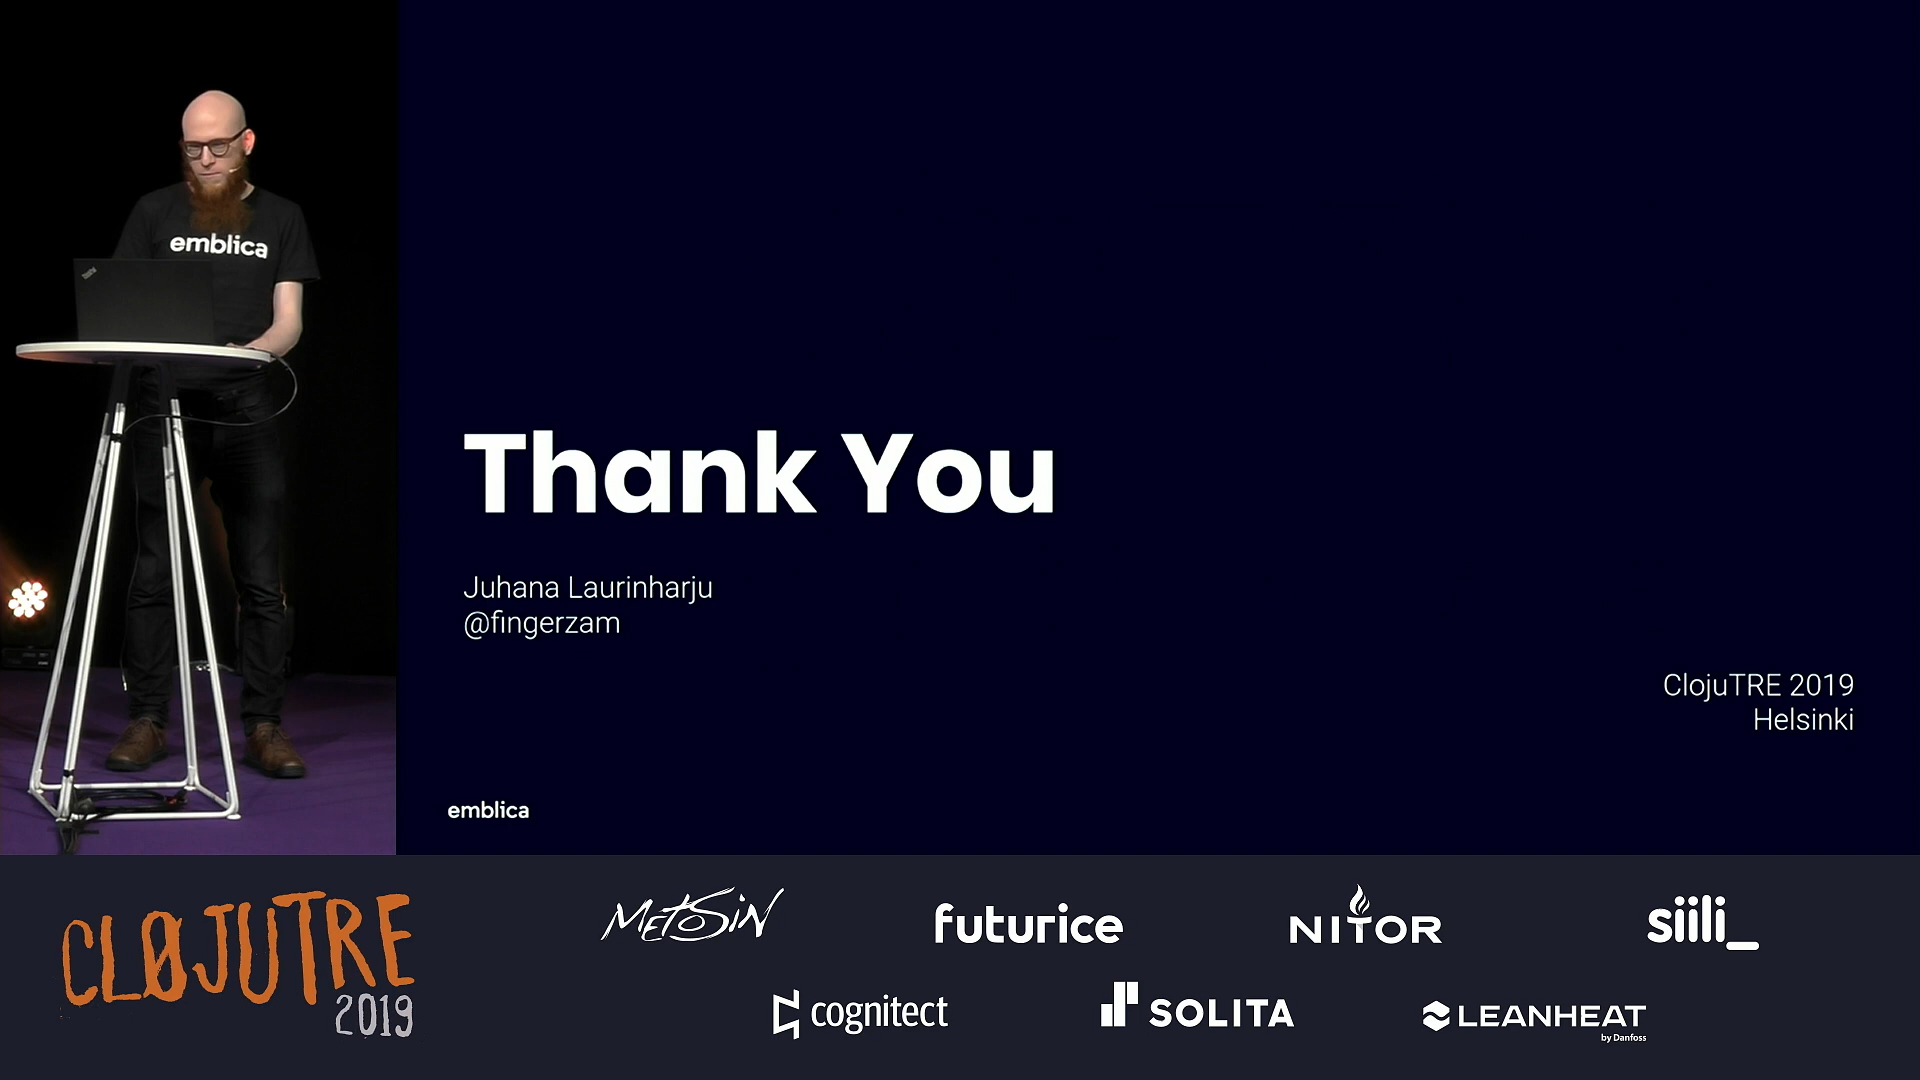 emblica
Thank You
Juhana Laurinharju
@fingerzam
ClojuTRE 2019
Helsinki
emblica
CLØJUTRE
2019
METOSIN
futurice
NITOR
siili_
cognitect
SOLITA
LEANHEAT
by Danfoss